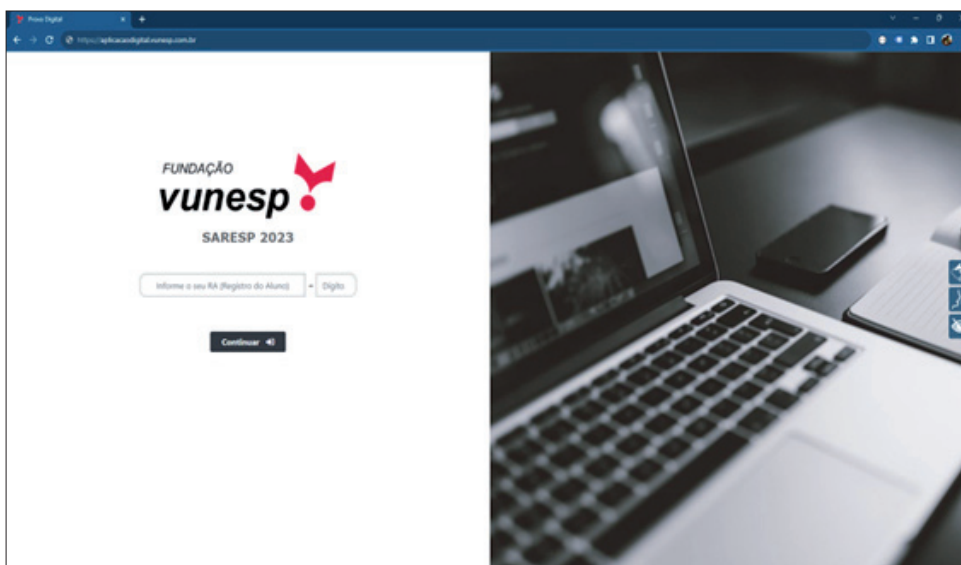 Prova Digital
https://aplicacaodigital.vunesp.com.br
FUNDAÇÃO
vunesp
SARESP 2023
Informe o seu RA (Registro do Aluno) - Dígito
Continuar